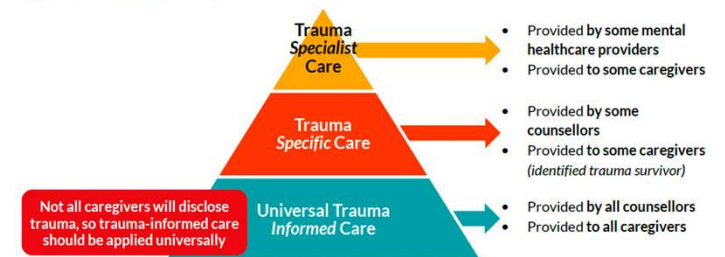 Trauma
Specialist
Care
• Provided by some mental
healthcare providers
• Provided to some caregivers
Trauma
Specific Care
• Provided by some
counsellors
• Provided to some caregivers
(identified trauma survivor)
Not all caregivers will disclose
trauma, so trauma-informed care
should be applied universally
Universal Trauma
Informed Care
• Provided by all counsellors
• Provided to all caregivers